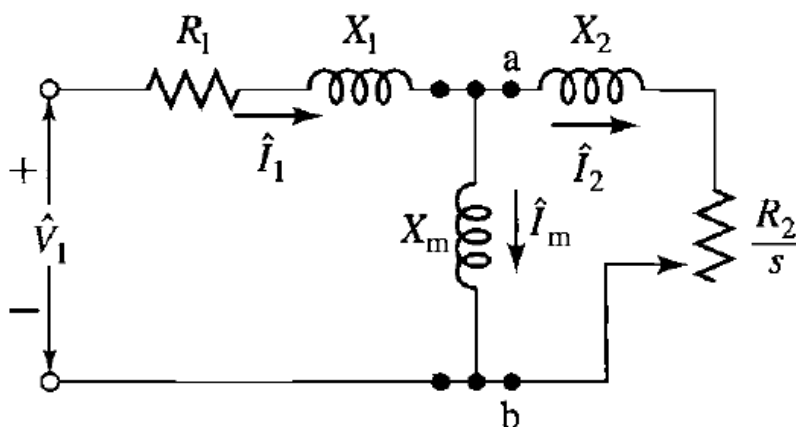 R₁ X₁ a X₂
Î₁ Î₂
+
V̂₁ Xₘ Îₘ R₂/s
−
b